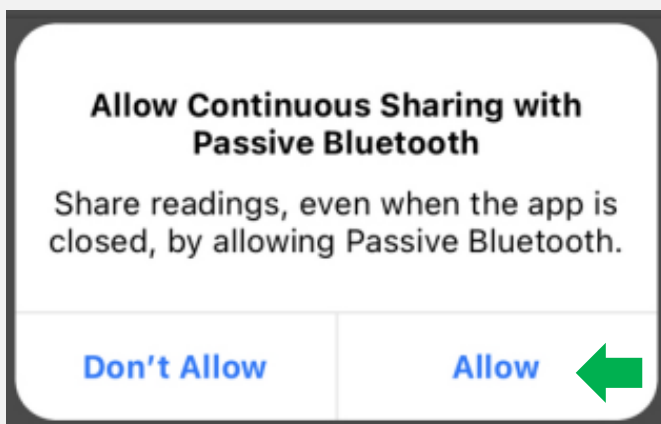 Allow Continuous Sharing with
Passive Bluetooth
Share readings, even when the app is
closed, by allowing Passive Bluetooth.
Don’t Allow
Allow